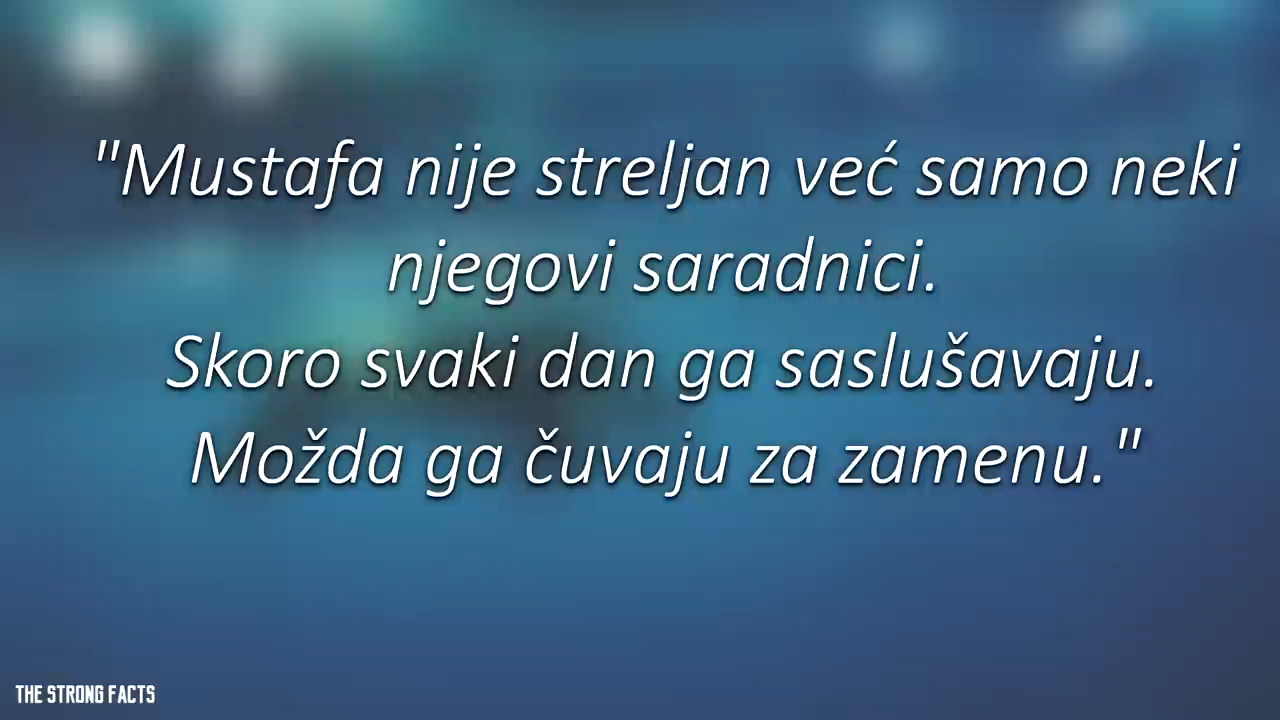 "Mustafa nije streljan već samo neki
njegovi saradnici.
Skoro svaki dan ga saslušavaju.
Možda ga čuvaju za zamenu."
THE STRONG FACTS